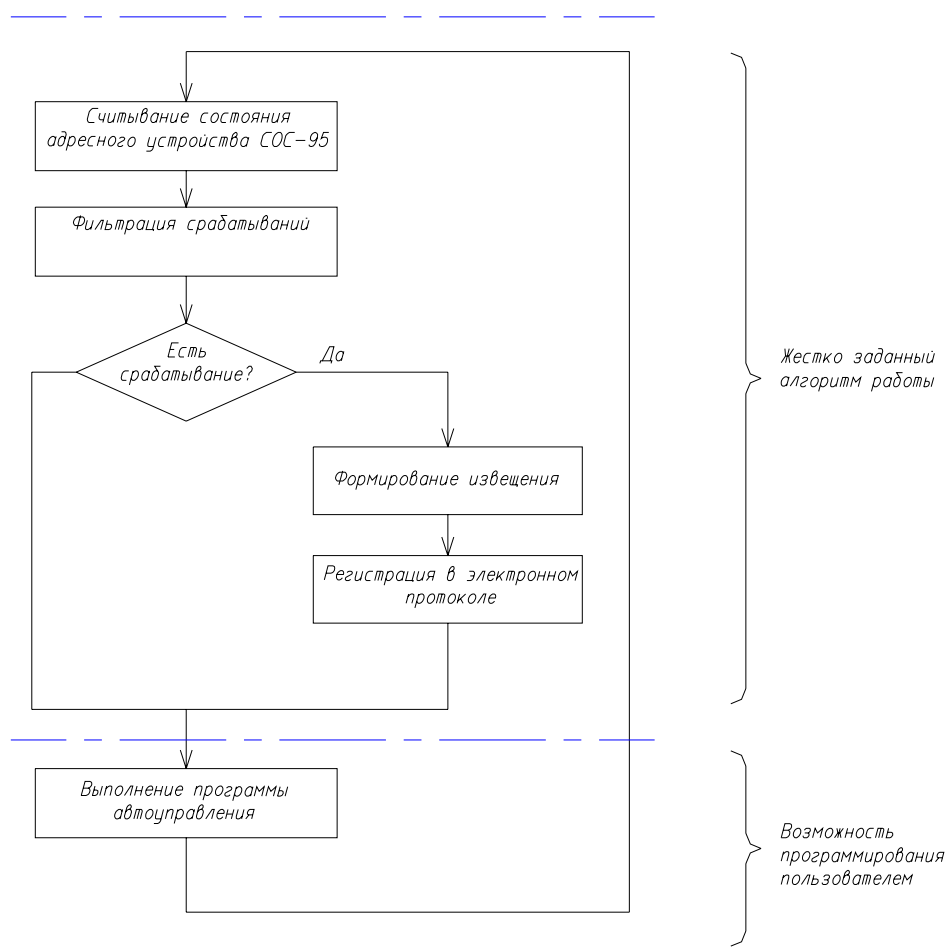 Считывание состояния
адресного устройства СОС-95
Фильтрация срабатываний
Есть
срабатывание?
Да
Формирование извещения
Регистрация в электронном
протоколе
Жестко заданный
алгоритм работы
Выполнение программы
автоуправления
Возможность
программирования
пользователем